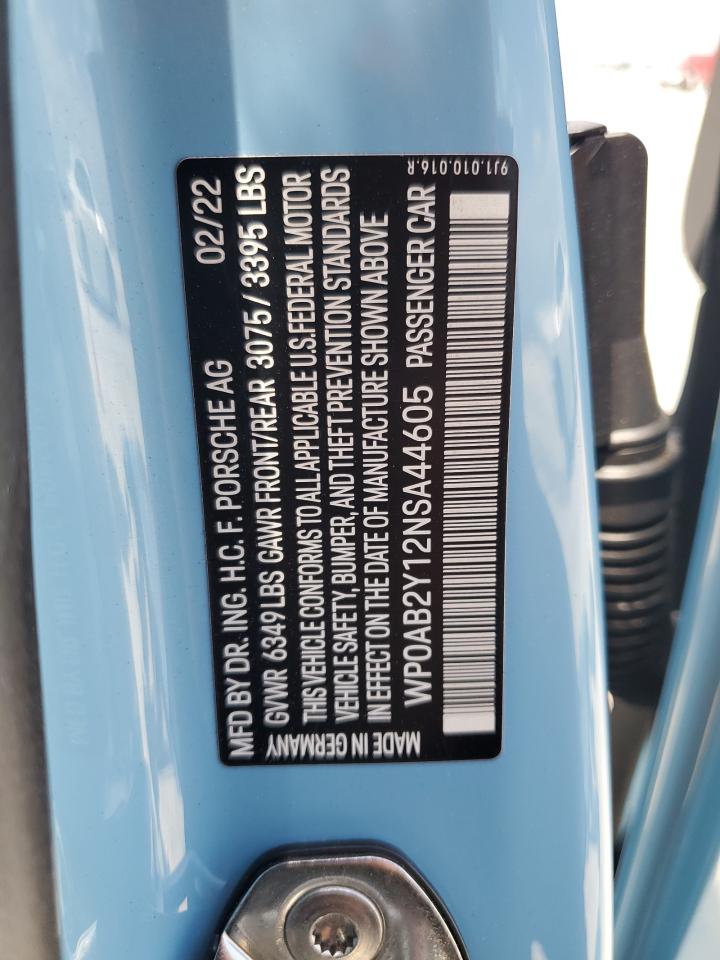 MFD BY DR. ING. H.C. F. PORSCHE AG 02/22
GVWR 6349 LBS GAWR FRONT/REAR 3075 / 3395 LBS
THIS VEHICLE CONFORMS TO ALL APPLICABLE U.S.FEDERAL MOTOR
VEHICLE SAFETY, BUMPER, AND THEFT PREVENTION STANDARDS
IN EFFECT ON THE DATE OF MANUFACTURE SHOWN ABOVE
WP0AB2Y12NSA44605 PASSENGER CAR
MADE IN GERMANY
9J1.010.016.R